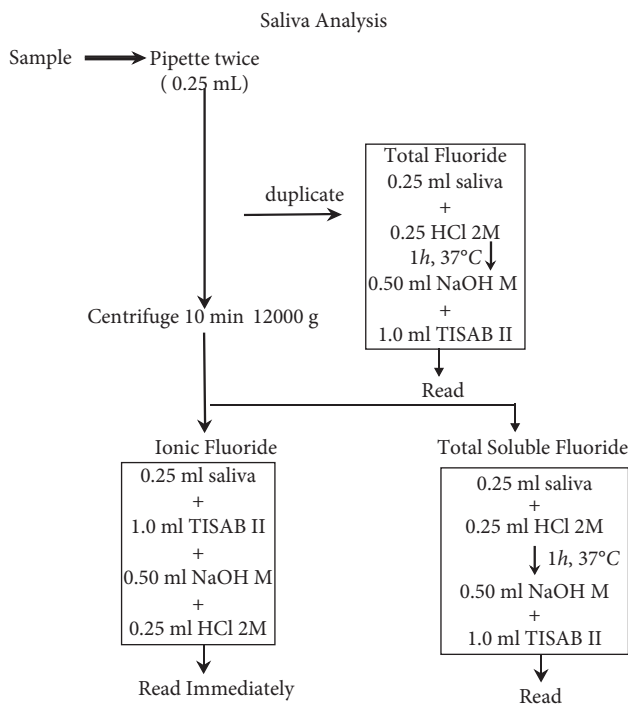 Saliva Analysis
Sample
Pipette twice
( 0.25 mL)
duplicate
Total Fluoride
0.25 ml saliva
+
0.25 HCl 2M
1h, 37°C
0.50 ml NaOH M
+
1.0 ml TISAB II
Read
Centrifuge 10 min 12000 g
Ionic Fluoride
0.25 ml saliva
+
1.0 ml TISAB II
+
0.50 ml NaOH M
+
0.25 ml HCl 2M
Read Immediately
Total Soluble Fluoride
0.25 ml saliva
+
0.25 ml HCl 2M
1h, 37°C
0.50 ml NaOH M
+
1.0 ml TISAB II
Read